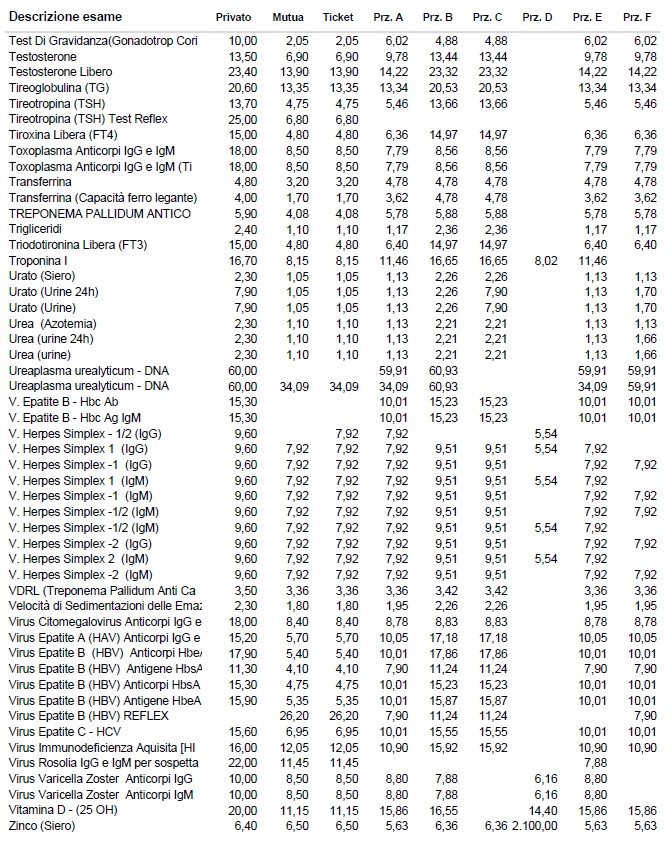 Descrizione esame Privato Mutua Ticket Prz. A Prz. B Prz. C Prz. D Prz. E Prz. F
Test Di Gravidanza(Gonadotrop Cori 10,00 2,05 2,05 6,02 4,88 4,88 6,02 6,02
Testosterone 13,50 6,90 6,90 9,78 13,44 13,44 9,78 9,78
Testosterone Libero 23,40 13,90 13,90 14,22 23,32 23,32 14,22 14,22
Tireoglobulina (TG) 20,60 13,35 13,35 13,34 20,53 20,53 13,34 13,34
Tireotropina (TSH) 13,70 4,75 4,75 5,46 13,66 13,66 5,46 5,46
Tireotropina (TSH) Test Reflex 25,00 6,80 6,80
Tiroxina Libera (FT4) 15,00 4,80 4,80 6,36 14,97 14,97 6,36 6,36
Toxoplasma Anticorpi IgG e IgM 18,00 8,50 8,50 7,79 8,56 8,56 7,79 7,79
Toxoplasma Anticorpi IgG e IgM (Ti 18,00 8,50 8,50 7,79 8,56 8,56 7,79 7,79
Transferrina 4,80 3,20 3,20 4,78 4,78 4,78 4,78 4,78
Transferrina (Capacità ferro legante) 4,00 1,70 1,70 3,62 4,78 4,78 3,62 3,62
TREPONEMA PALLIDUM ANTICO 5,90 4,08 4,08 5,78 5,88 5,88 5,78 5,78
Trigliceridi 2,40 1,10 1,10 1,17 2,36 2,36 1,17 1,17
Triodotironina Libera (FT3) 15,00 4,80 4,80 6,40 14,97 14,97 6,40 6,40
Troponina I 16,70 8,15 8,15 11,46 16,65 16,65 8,02 11,46
Urato (Siero) 2,30 1,05 1,05 1,13 2,26 2,26 1,13 1,13
Urato (Urine 24h) 7,90 1,05 1,05 1,13 2,26 7,90 1,13 1,70
Urato (Urine) 7,90 1,05 1,05 1,13 2,26 7,90 1,13 1,70
Urea (Azotemia) 2,30 1,10 1,10 1,13 2,21 2,21 1,13 1,13
Urea (urine 24h) 2,30 1,10 1,10 1,13 2,21 2,21 1,13 1,66
Urea (urine) 2,30 1,10 1,10 1,13 2,21 2,21 1,13 1,66
Ureaplasma urealyticum - DNA 60,00 59,91 60,93 59,91 59,91
Ureaplasma urealyticum - DNA 60,00 34,09 34,09 34,09 60,93 34,09 59,91
V. Epatite B - Hbc Ab 15,30 10,01 15,23 15,23 10,01 10,01
V. Epatite B - Hbc Ag IgM 15,30 10,01 15,23 15,23 10,01 10,01
V. Herpes Simplex - 1/2 (IgG) 9,60 7,92 7,92 5,54
V. Herpes Simplex 1 (IgG) 9,60 7,92 7,92 7,92 9,51 9,51 5,54 7,92
V. Herpes Simplex -1 (IgG) 9,60 7,92 7,92 7,92 9,51 9,51 7,92 7,92
V. Herpes Simplex 1 (IgM) 9,60 7,92 7,92 7,92 9,51 9,51 5,54 7,92
V. Herpes Simplex -1 (IgM) 9,60 7,92 7,92 7,92 9,51 9,51 7,92 7,92
V. Herpes Simplex -1/2 (IgM) 9,60 7,92 7,92 7,92 9,51 9,51 7,92 7,92
V. Herpes Simplex -1/2 (IgM) 9,60 7,92 7,92 7,92 9,51 9,51 5,54 7,92
V. Herpes Simplex -2 (IgG) 9,60 7,92 7,92 7,92 9,51 9,51 7,92 7,92
V. Herpes Simplex 2 (IgM) 9,60 7,92 7,92 7,92 9,51 9,51 5,54 7,92
V. Herpes Simplex -2 (IgM) 9,60 7,92 7,92 7,92 9,51 9,51 7,92 7,92
VDRL (Treponema Pallidum Anti Ca 3,50 3,36 3,36 3,36 3,42 3,42 3,36 3,36
Velocità di Sedimentazioni delle Emaz 2,30 1,80 1,80 1,95 2,26 2,26 1,95 1,95
Virus Citomegalovirus Anticorpi IgG e 18,00 8,40 8,40 8,78 8,83 8,83 8,78 8,78
Virus Epatite A (HAV) Anticorpi IgG e 15,20 5,70 5,70 10,05 17,18 17,18 10,05 10,05
Virus Epatite B (HBV) Anticorpi HbeA 17,90 5,40 5,40 10,01 17,86 17,86 10,01 10,01
Virus Epatite B (HBV) Antigene HbsA 11,30 4,10 4,10 7,90 11,24 11,24 7,90 7,90
Virus Epatite B (HBV) Anticorpi HbsA 15,30 4,75 4,75 10,01 15,23 15,23 10,01 10,01
Virus Epatite B (HBV) Antigene HbeA 15,90 5,35 5,35 10,01 15,87 15,87 10,01 10,01
Virus Epatite B (HBV) REFLEX 26,20 26,20 7,90 11,24 11,24 7,90
Virus Epatite C - HCV 15,60 6,95 6,95 10,01 15,55 15,55 10,01 10,01
Virus Immunodeficienza Aquisita [HI 16,00 12,05 12,05 10,90 15,92 15,92 10,90 10,90
Virus Rosolia IgG e IgM per sospetta 22,00 11,45 11,45 7,88
Virus Varicella Zoster Anticorpi IgG 10,00 8,50 8,50 8,80 7,88 6,16 8,80
Virus Varicella Zoster Anticorpi IgM 10,00 8,50 8,50 8,80 7,88 6,16 8,80
Vitamina D - (25 OH) 20,00 11,15 11,15 15,86 16,55 14,40 15,86 15,86
Zinco (Siero) 6,40 6,50 6,50 5,63 6,36 6,36 2.100,00 5,63 5,63